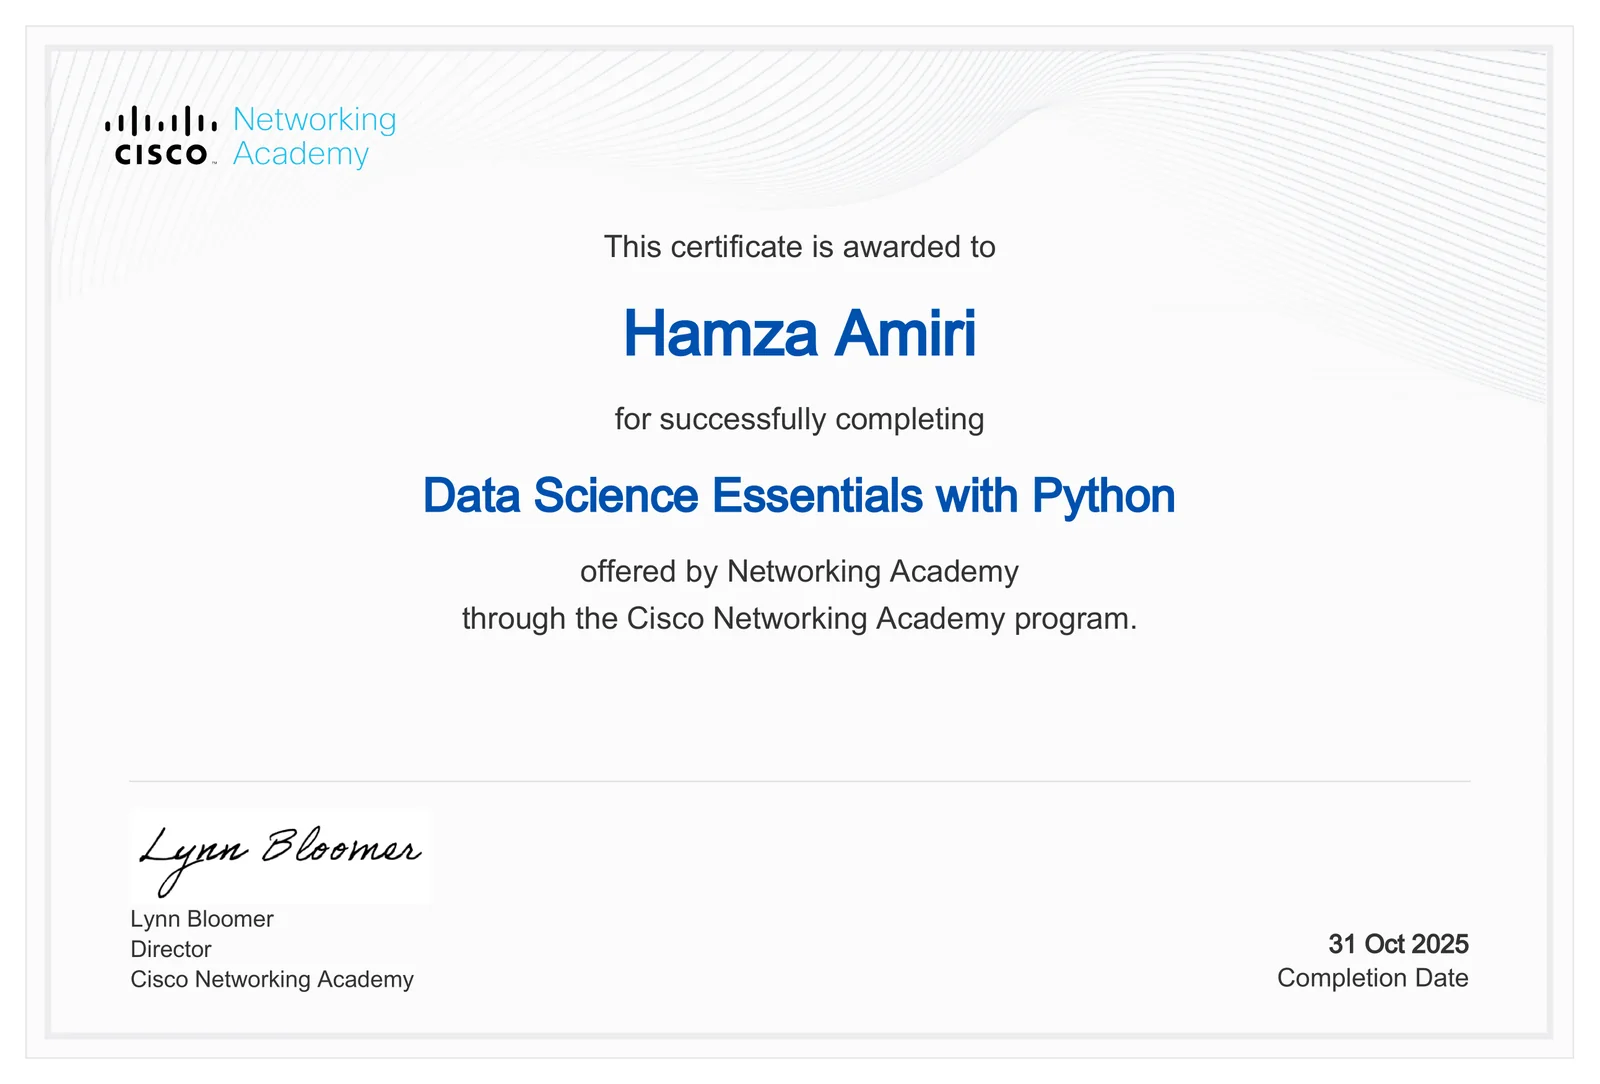 CISCO™ Networking Academy
This certificate is awarded to
Hamza Amiri
for successfully completing
Data Science Essentials with Python
offered by Networking Academy
through the Cisco Networking Academy program.
Lynn Bloomer
Lynn Bloomer
Director
Cisco Networking Academy
31 Oct 2025
Completion Date